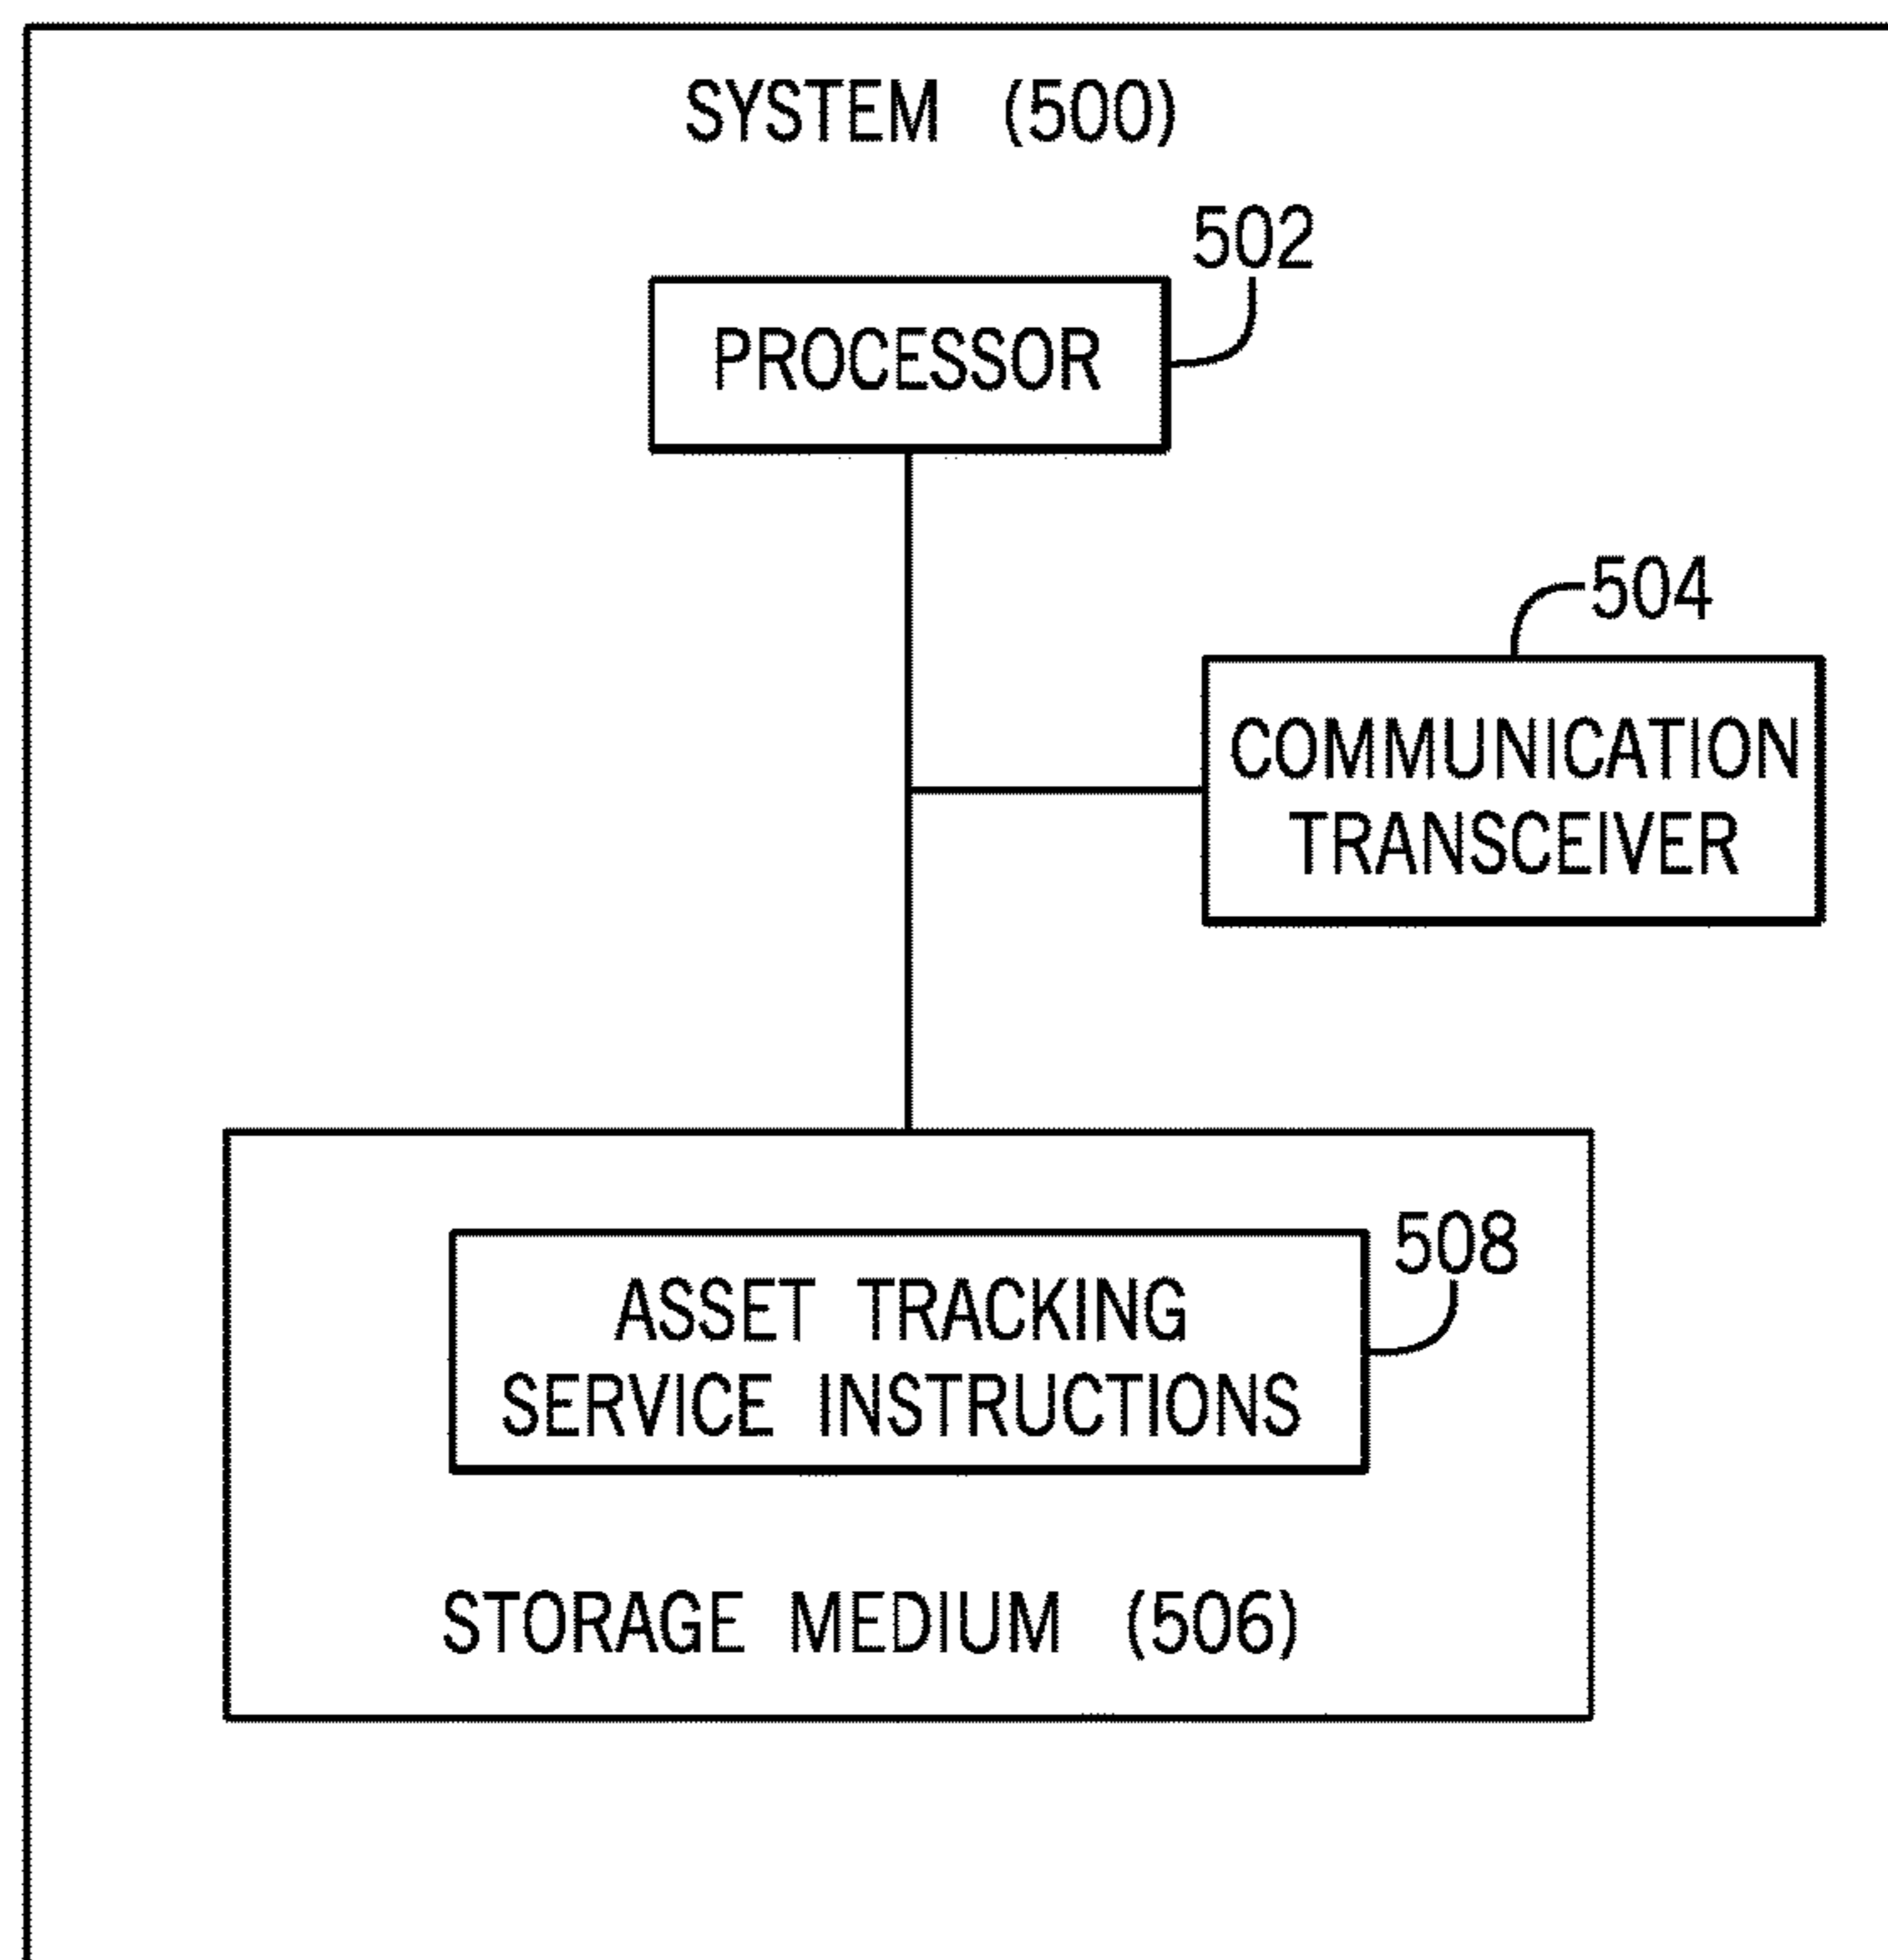 SYSTEM (500)
502
PROCESSOR
504
COMMUNICATION
TRANSCEIVER
508
ASSET TRACKING
SERVICE INSTRUCTIONS
STORAGE MEDIUM (506)